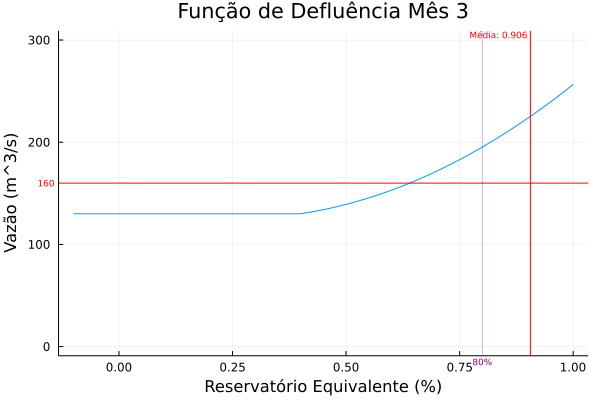 Função de Defluência Mês 3
Média: 0.906
300
200
160
100
0
Vazão (m^3/s)
0.00
0.25
0.50
0.75
80%
1.00
Reservatório Equivalente (%)